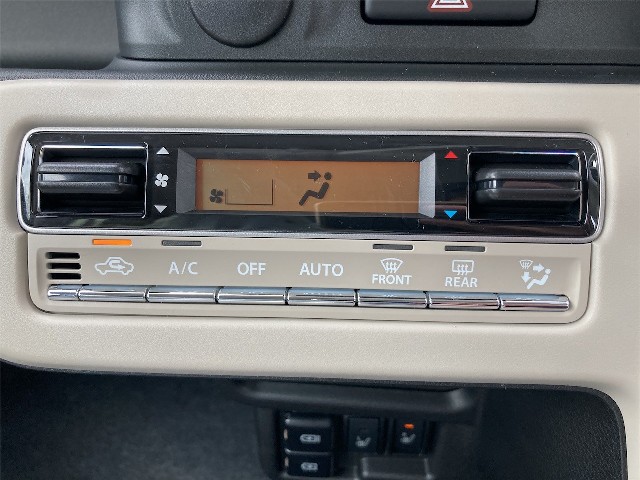 A/C OFF AUTO FRONT REAR